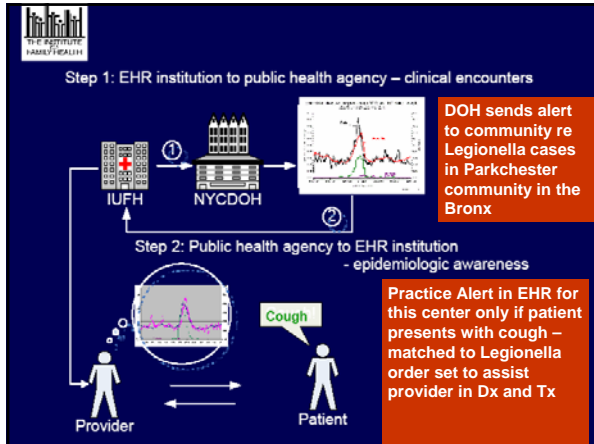 THE INSTITUTE
FAMILY HEALTH
Step 1: EHR institution to public health agency – clinical encounters
1
IUFH
NYCDOH
2
DOH sends alert
to community re
Legionella cases
in Parkchester
community in the
Bronx
Step 2: Public health agency to EHR institution
- epidemiologic awareness
Cough
Provider
Patient
Practice Alert in EHR for
this center only if patient
presents with cough –
matched to Legionella
order set to assist
provider in Dx and Tx